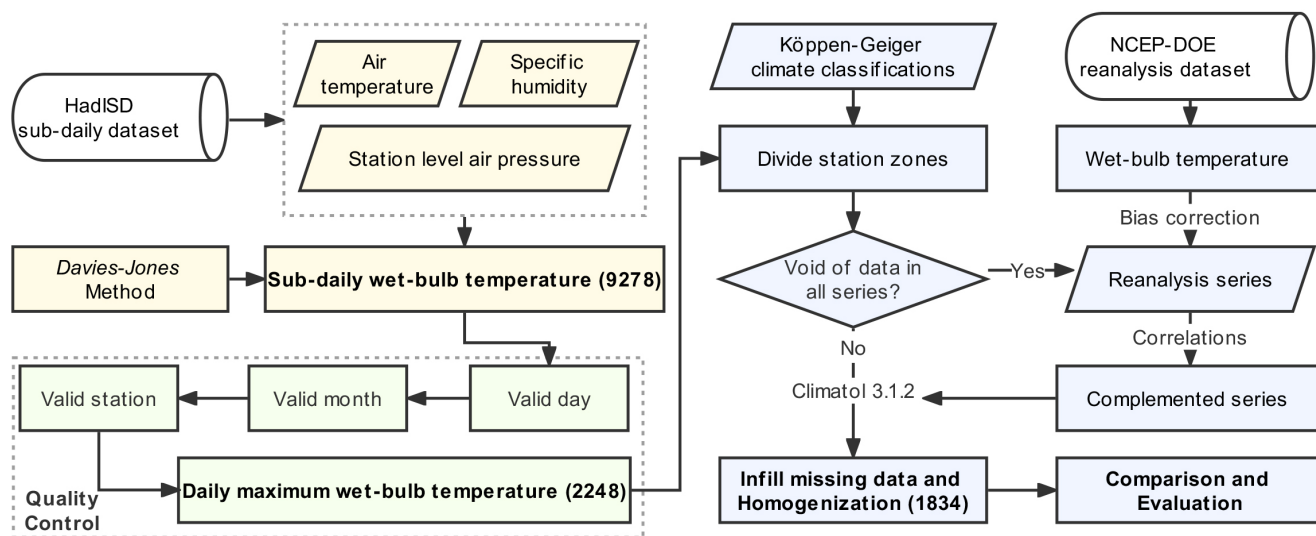 HadISD
sub-daily dataset
Air
temperature
Specific
humidity
Station level air pressure
Davies-Jones
Method
Sub-daily wet-bulb temperature (9278)
Valid station
Valid month
Valid day
Quality
Control
Daily maximum wet-bulb temperature (2248)
Köppen-Geiger
climate classifications
Divide station zones
Void of data in
all series?
Yes
No
Climatol 3.1.2
Infill missing data and
Homogenization (1834)
NCEP-DOE
reanalysis dataset
Wet-bulb temperature
Bias correction
Reanalysis series
Correlations
Complemented series
Comparison and
Evaluation